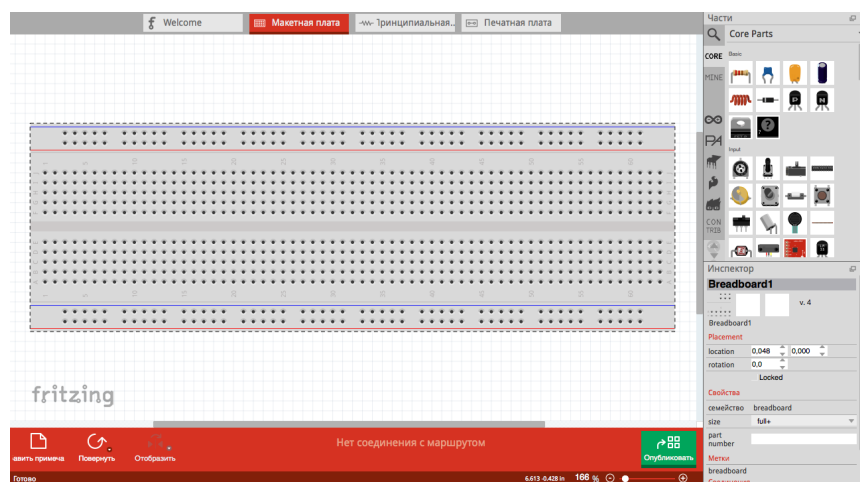 Welcome
Макетная плата
Принципиальная..
Печатная плата
Части
Core Parts
CORE
Basic
MINE
Input
CON
TRIB
fritzing
Инспектор
Breadboard1
v. 4
Breadboard1
Placement
location 0,048 0,000
rotation 0,0
Locked
Свойства
семейство breadboard
size full+
part
number
Метки
breadboard
авить примеча
Повернуть
Отобразить
Нет соединения с маршрутом
Опубликовать
Готово
6.613 -0.428 in
166 %